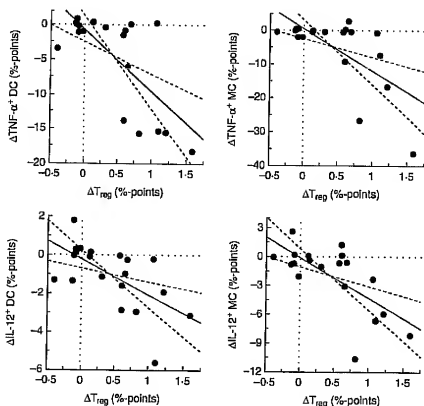 ΔTNF-α⁺ DC (%-points)
0
−5
−10
−15
−20
−0.5 0 0.5 1 1.5
ΔTreg (%-points)
ΔTNF-α⁺ MC (%-points)
10
0
−10
−20
−30
−40
−0.5 0 0.5 1 1.5
ΔTreg (%-points)
ΔIL-12⁺ DC (%-points)
2
0
−2
−4
−6
−0.5 0 0.5 1 1.5
ΔTreg (%-points)
ΔIL-12⁺ MC (%-points)
6
3
0
−3
−6
−9
−12
−0.5 0 0.5 1 1.5
ΔTreg (%-points)